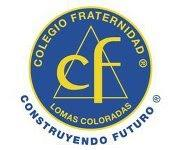 COLEGIO FRATERNIDAD ®
cf
LOMAS COLORADAS
CONSTRUYENDO FUTURO ®